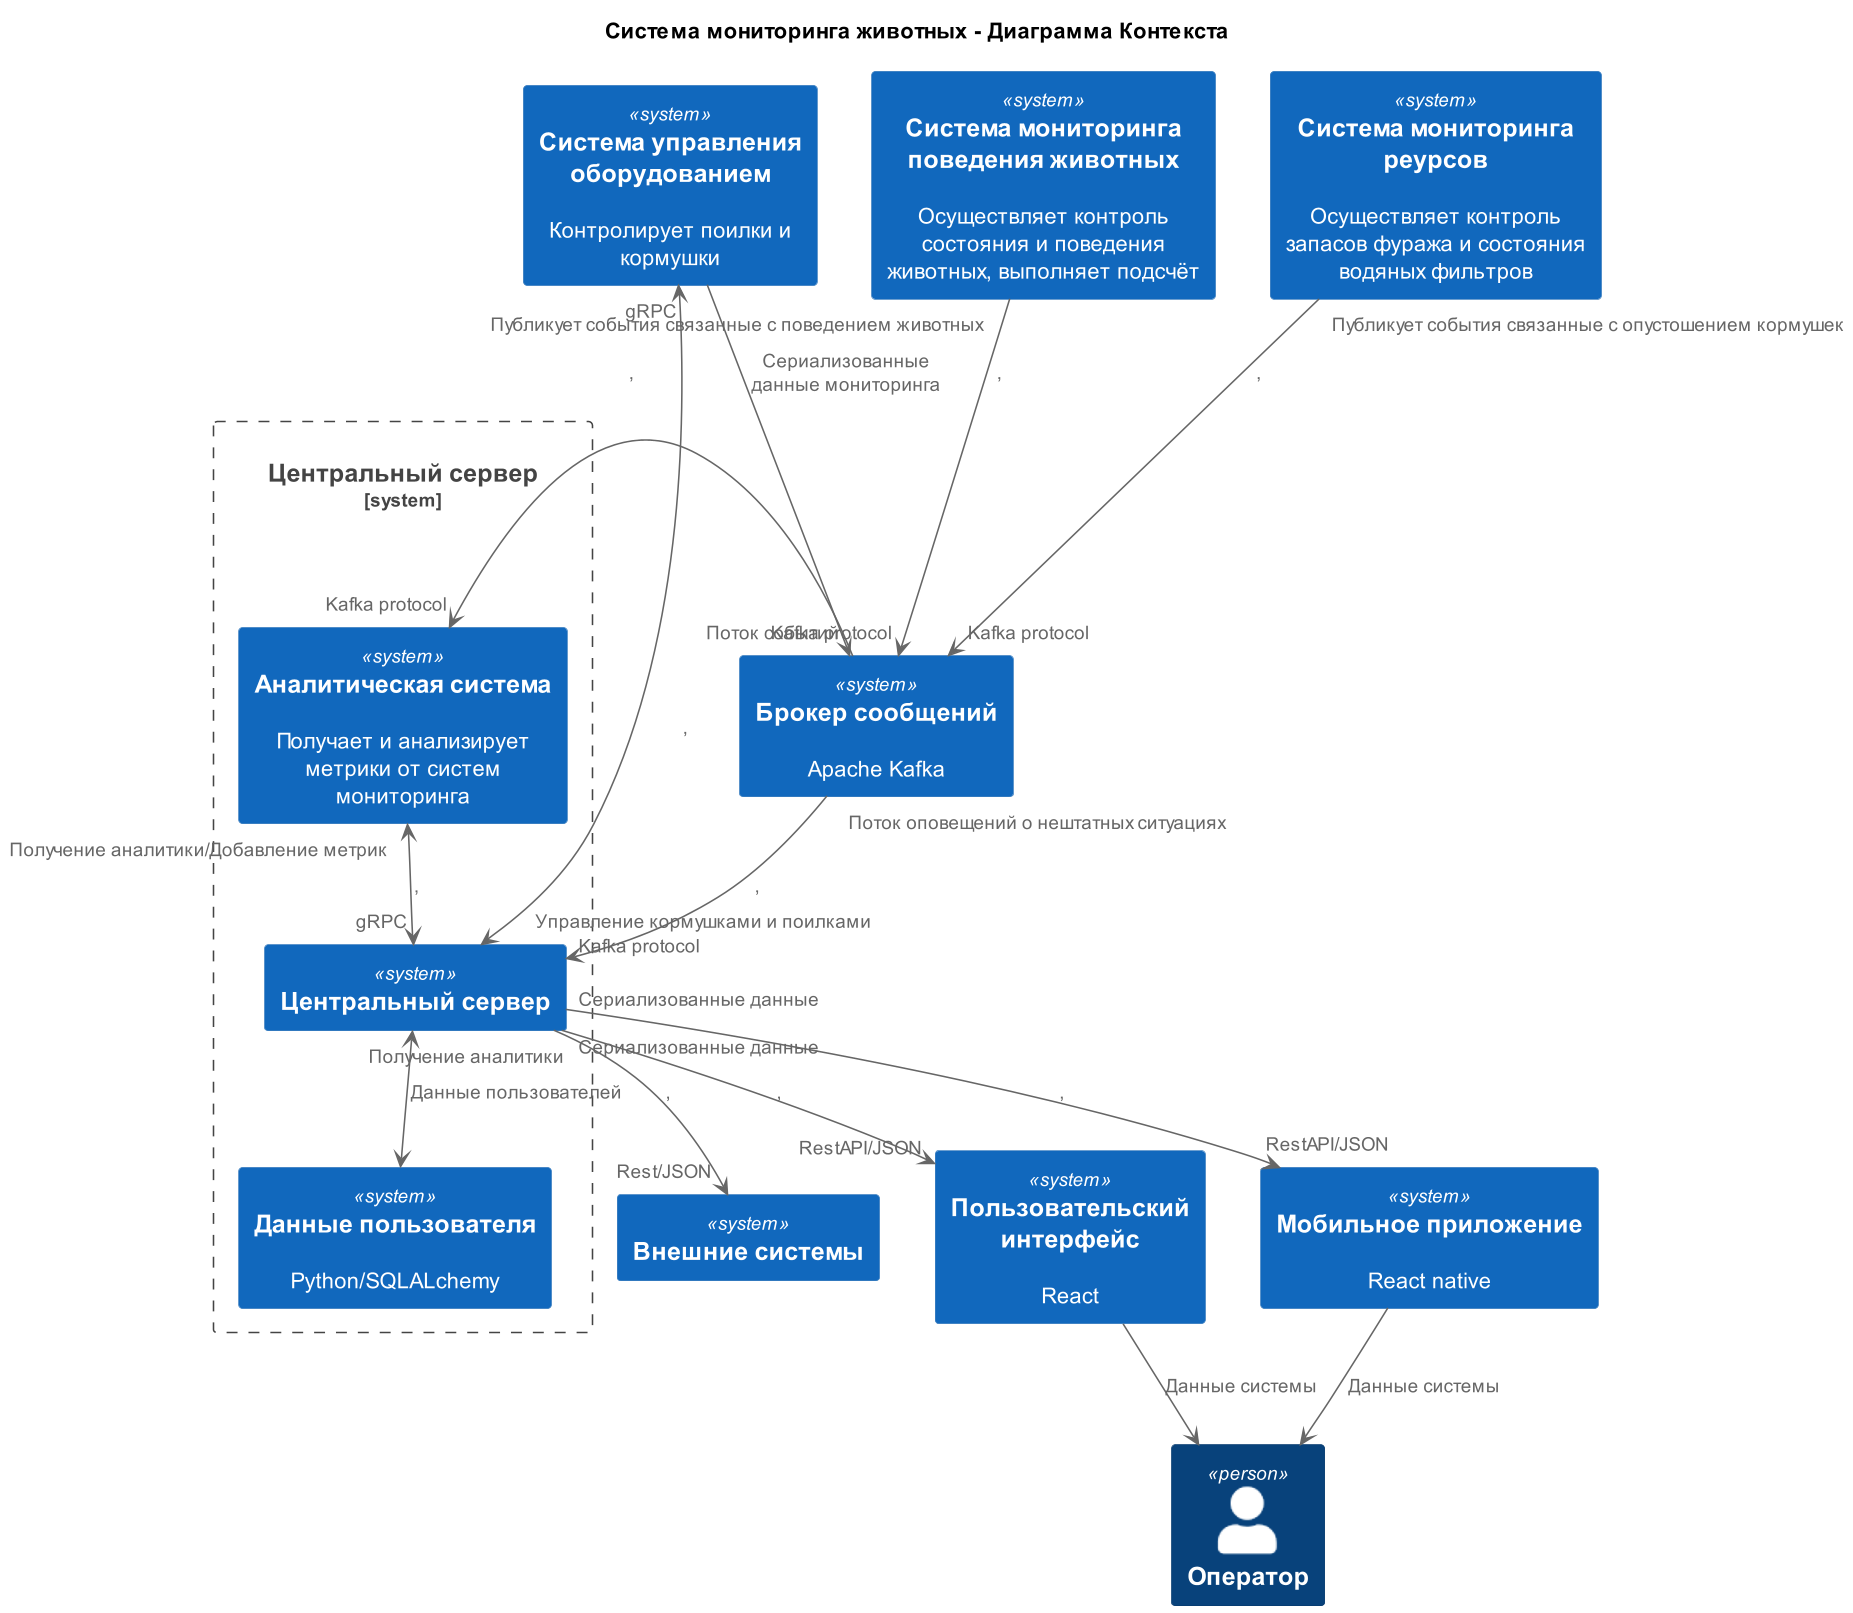 Система мониторинга животных - Диаграмма Контекста
«system»
Система управления
оборудованием
Контролирует поилки и
кормушки
«system»
Система мониторинга
поведения животных
Осуществляет контроль
состояния и поведения
животных, выполняет подсчёт
«system»
Система мониторинга
реурсов
Осуществляет контроль
запасов фуража и состояния
водяных фильтров
gRPC
Публикует события связанные с поведением животных
Публикует события связанные с опустошением кормушек
Сериализованные
данные мониторинга
,
,
,
Центральный сервер
[system]
Kafka protocol
Поток событий
Kafka protocol
Kafka protocol
«system»
Аналитическая система
Получает и анализирует
метрики от систем
мониторинга
«system»
Брокер сообщений
Apache Kafka
,
Поток оповещений о нештатных ситуациях
Получение аналитики/Добавление метрик
,
,
gRPC
Управление кормушками и поилками
Kafka protocol
«system»
Центральный сервер
Сериализованные данные
Сериализованные данные
Получение аналитики
Данные пользователей
,
,
,
RestAPI/JSON
RestAPI/JSON
Rest/JSON
«system»
Данные пользователя
Python/SQLALchemy
«system»
Внешние системы
«system»
Пользовательский
интерфейс
React
«system»
Мобильное приложение
React native
Данные системы
Данные системы
«person»
Оператор